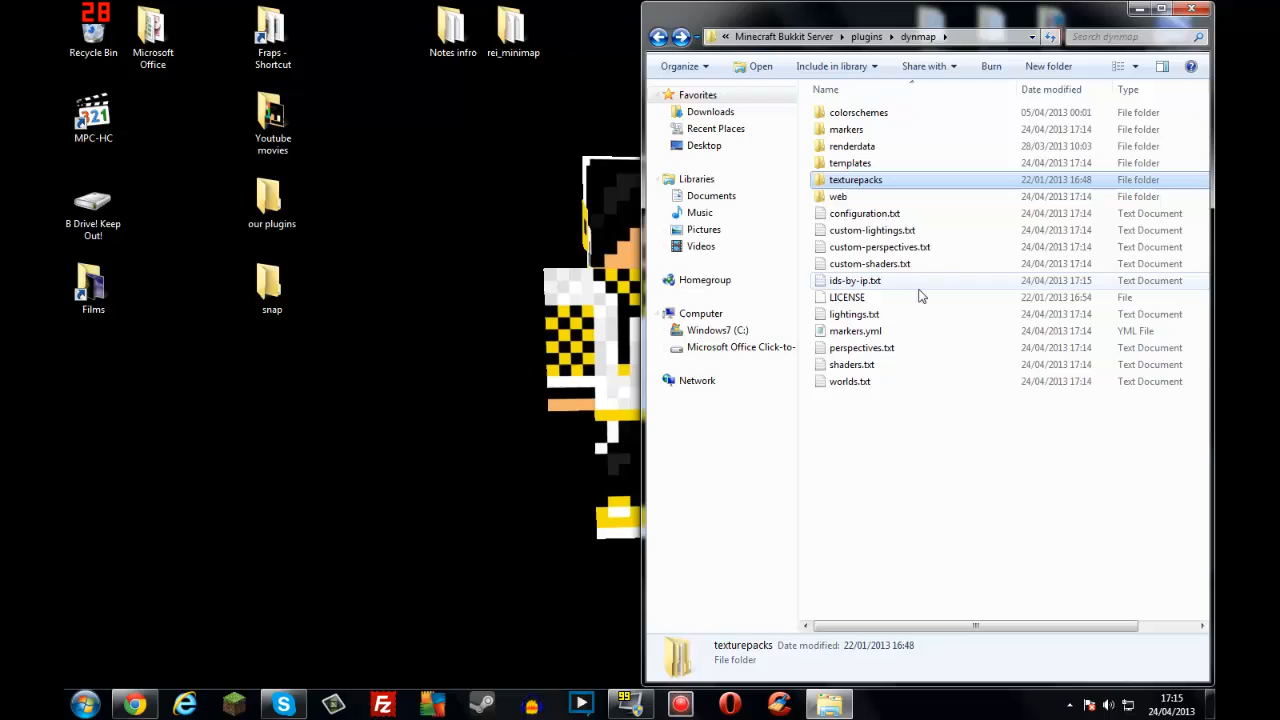 28
Recycle Bin
Microsoft
Office
Fraps -
Shortcut
Notes info
rei_minimap
321
MPC-HC
Youtube
movies
B Drive! Keep
Out!
our plugins
Films
snap
« Minecraft Bukkit Server plugins dynmap
Search dynmap
Organize
Open
Include in library
Share with
Burn
New folder
Name Date modified Type
Favorites
Downloads
Recent Places
Desktop
Libraries
Documents
Music
Pictures
Videos
Homegroup
Computer
Windows7 (C:)
Microsoft Office Click-to-
Network
colorschemes 05/04/2013 00:01 File folder
markers 24/04/2013 17:14 File folder
renderdata 28/03/2013 10:03 File folder
templates 24/04/2013 17:14 File folder
texturepacks 22/01/2013 16:48 File folder
web 24/04/2013 17:14 File folder
configuration.txt 24/04/2013 17:14 Text Document
custom-lightings.txt 24/04/2013 17:14 Text Document
custom-perspectives.txt 24/04/2013 17:14 Text Document
custom-shaders.txt 24/04/2013 17:14 Text Document
ids-by-ip.txt 24/04/2013 17:15 Text Document
LICENSE 22/01/2013 16:54 File
lightings.txt 24/04/2013 17:14 Text Document
markers.yml 24/04/2013 17:14 YML File
perspectives.txt 24/04/2013 17:14 Text Document
shaders.txt 24/04/2013 17:14 Text Document
worlds.txt 24/04/2013 17:14 Text Document
texturepacks Date modified: 22/01/2013 16:48
File folder
FZ
99
17:15
24/04/2013